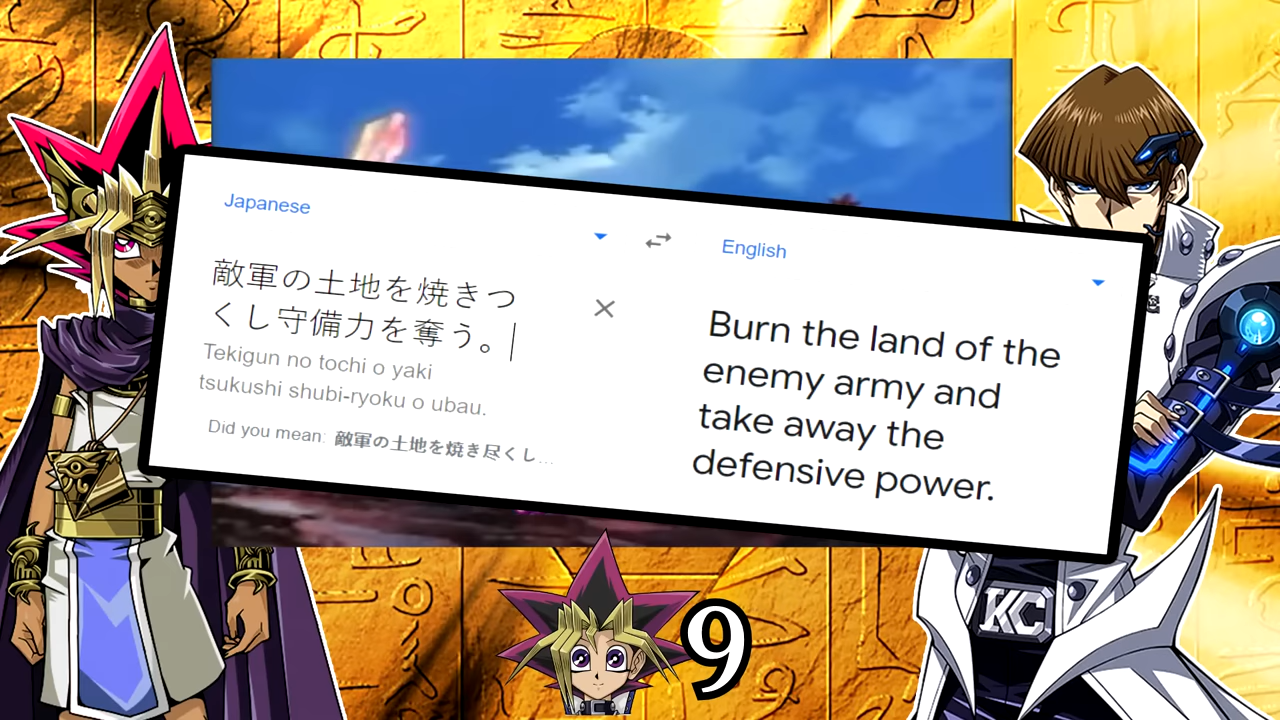 Japanese
English
敵軍の土地を焼きつ
くし守備力を奪う。
Tekigun no tochi o yaki
tsukushi shubi-ryoku o ubau.
Did you mean: 敵軍の土地を焼き尽くし...
Burn the land of the
enemy army and
take away the
defensive power.
KC
9